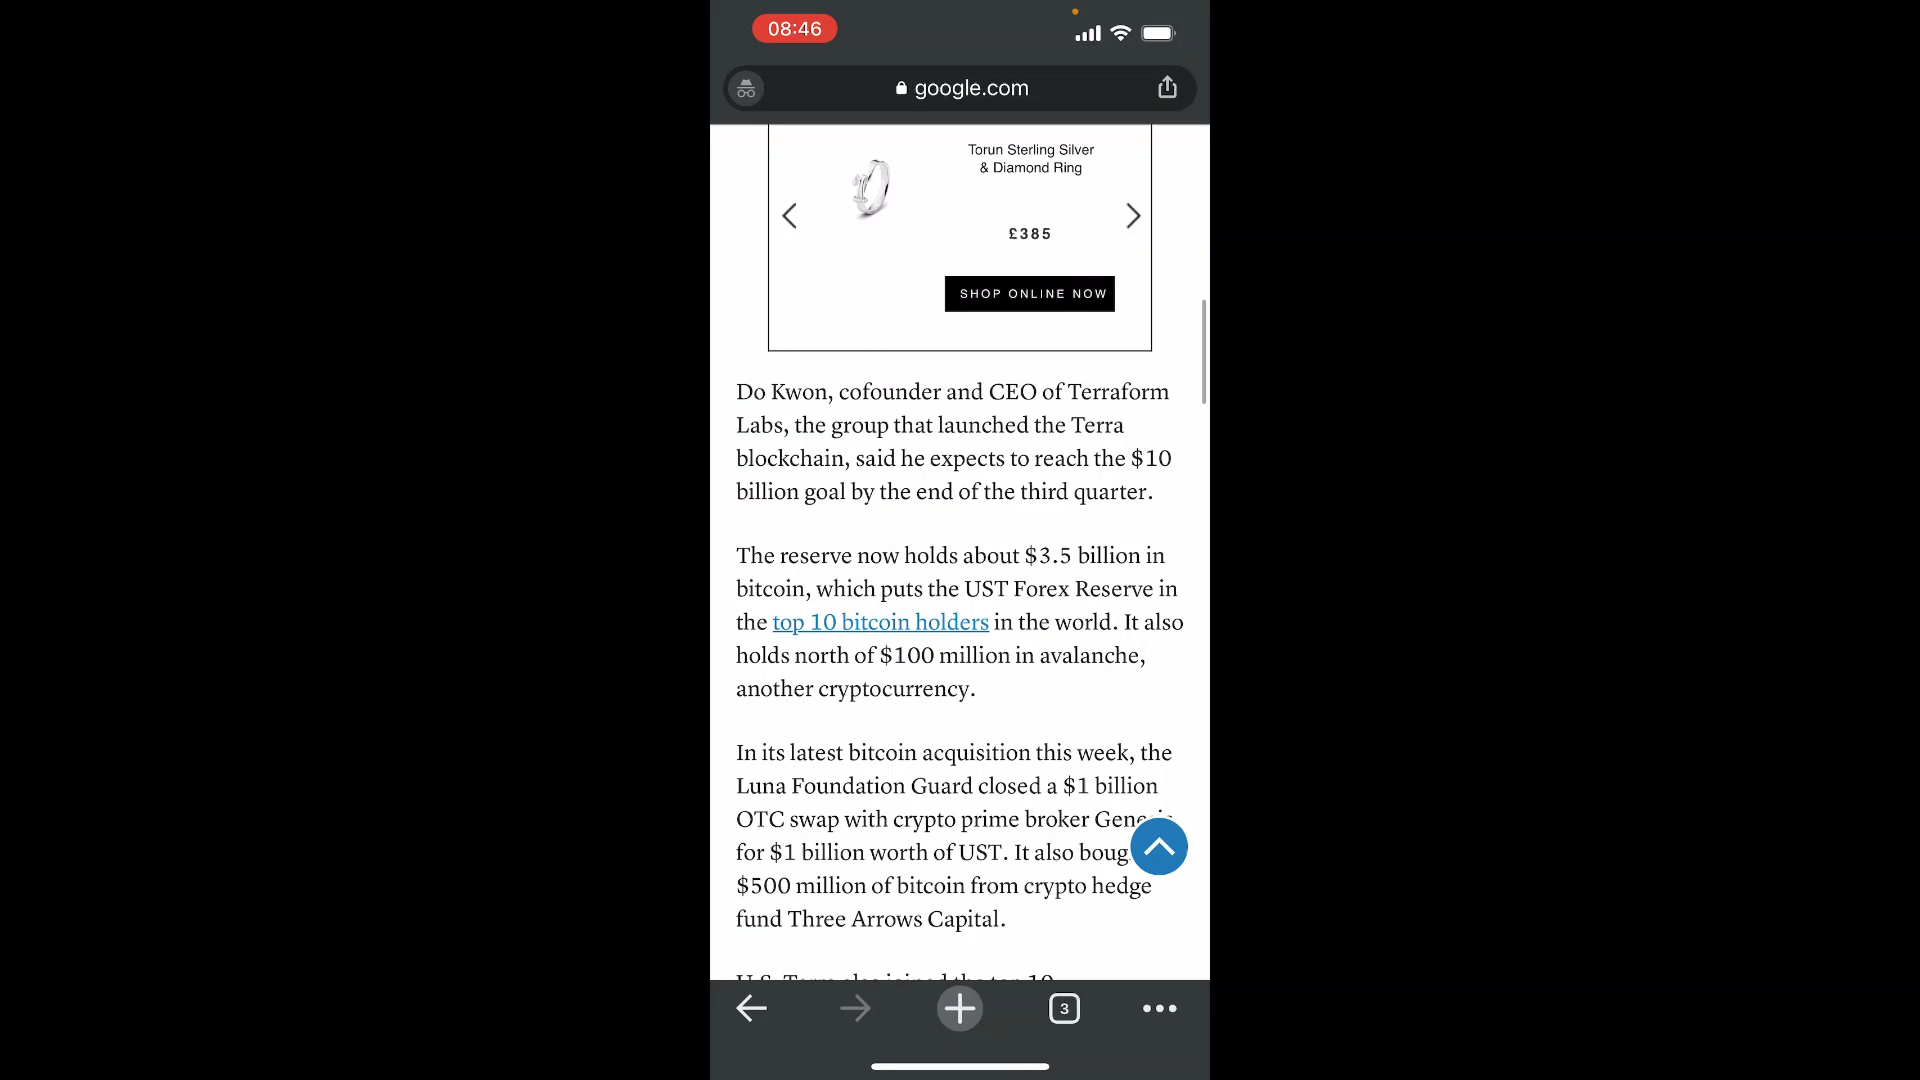 08:46
google.com
Torun Sterling Silver
& Diamond Ring
£385
SHOP ONLINE NOW
Do Kwon, cofounder and CEO of Terraform
Labs, the group that launched the Terra
blockchain, said he expects to reach the $10
billion goal by the end of the third quarter.
The reserve now holds about $3.5 billion in
bitcoin, which puts the UST Forex Reserve in
the top 10 bitcoin holders in the world. It also
holds north of $100 million in avalanche,
another cryptocurrency.
In its latest bitcoin acquisition this week, the
Luna Foundation Guard closed a $1 billion
OTC swap with crypto prime broker Genesis
for $1 billion worth of UST. It also boug
$500 million of bitcoin from crypto hedge
fund Three Arrows Capital.
3